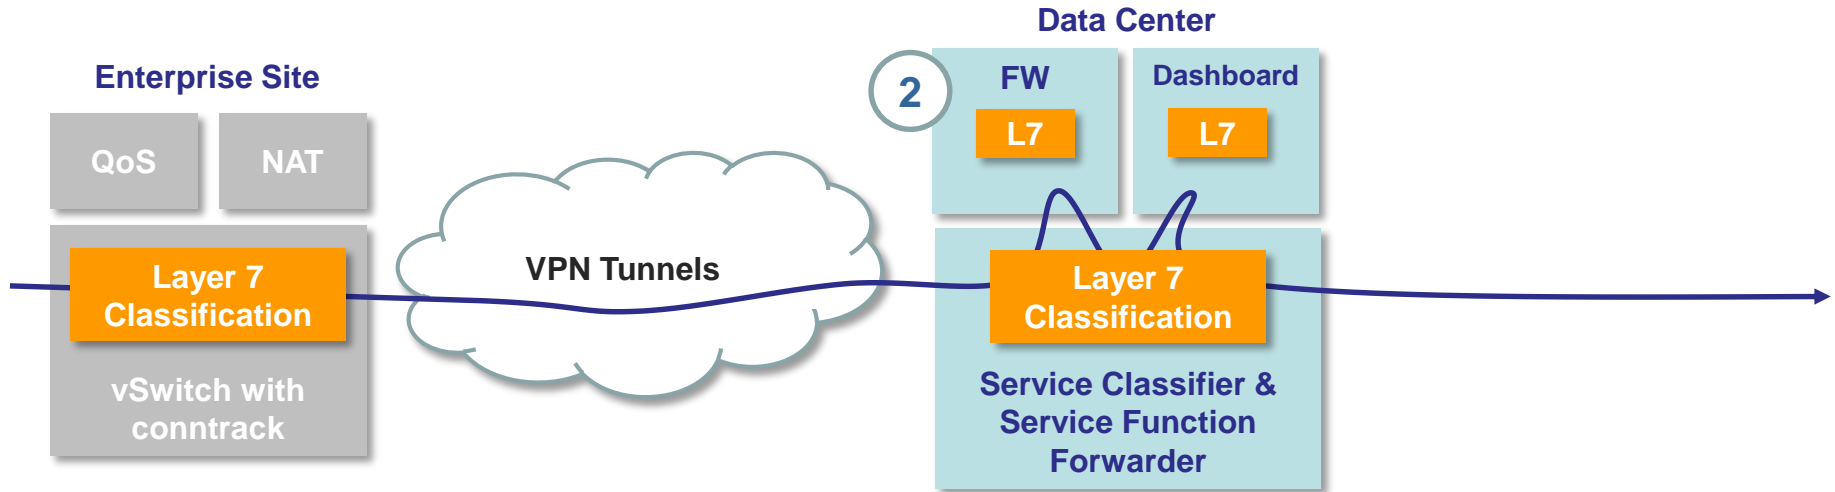 Enterprise Site
QoS
NAT
Layer 7
Classification
vSwitch with
conntrack
VPN Tunnels
Data Center
2
FW
L7
Dashboard
L7
Layer 7
Classification
Service Classifier &
Service Function
Forwarder